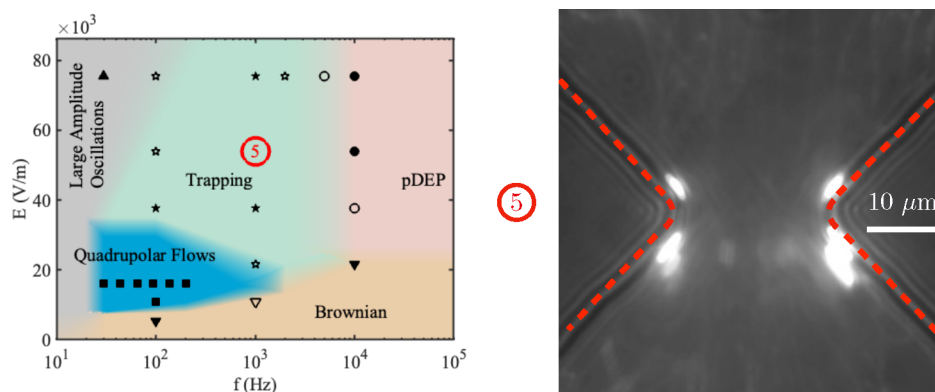 80 ×10³
60
40
20
0
E (V/m)
10¹ 10² 10³ 10⁴ 10⁵
f (Hz)
Large Amplitude
Oscillations
5
Trapping
pDEP
Quadrupolar Flows
Brownian
5
10 μm